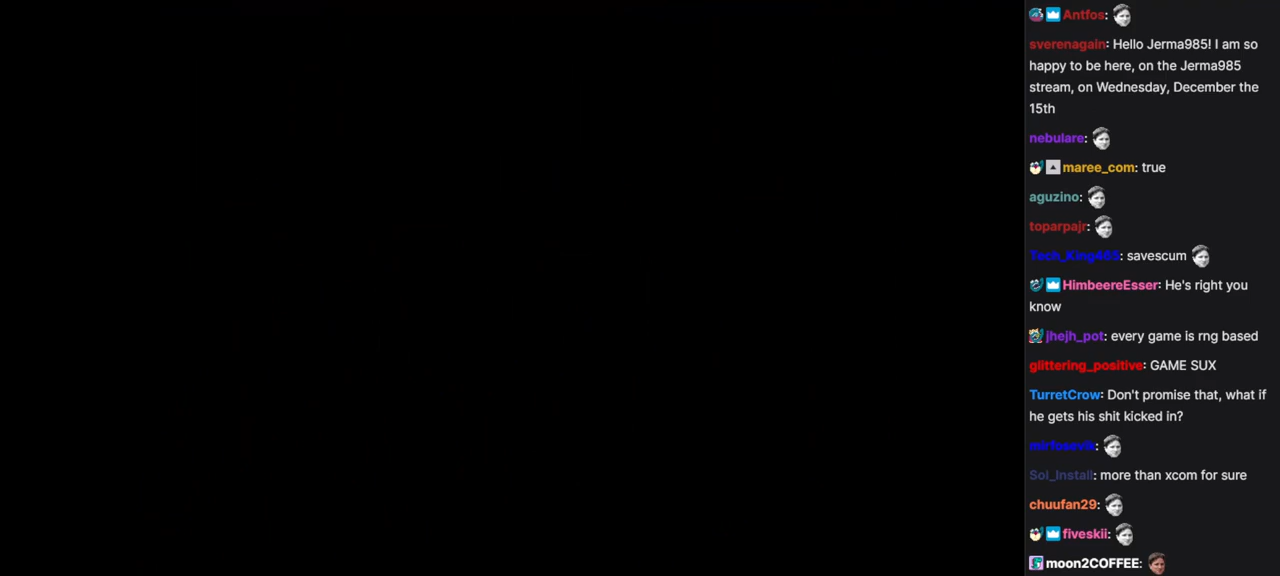 Antfos:
sverenagain: Hello Jerma985! I am so
happy to be here, on the Jerma985
stream, on Wednesday, December the
15th
nebulare:
maree_com: true
aguzino:
toparpajr:
Tech_King465: savescum
HimbeereEsser: He's right you
know
jhejh_pot: every game is rng based
glittering_positive: GAME SUX
TurretCrow: Don't promise that, what if
he gets his shit kicked in?
Soi_Install: more than xcom for sure
chuufan29:
fiveskii:
moon2COFFEE: